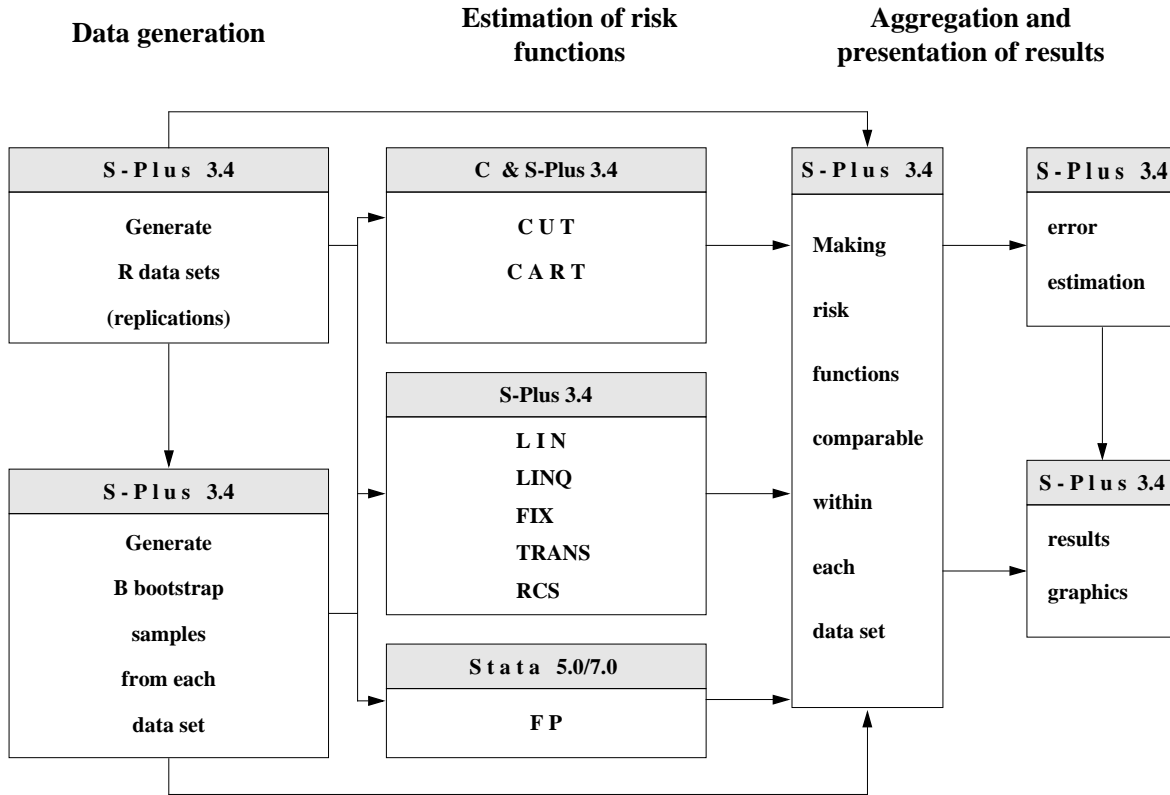 Data generation
Estimation of risk
functions
Aggregation and
presentation of results
S - P l u s 3.4
Generate
R data sets
(replications)
S - P l u s 3.4
Generate
B bootstrap
samples
from each
data set
C & S-Plus 3.4
C U T
C A R T
S-Plus 3.4
L I N
LINQ
FIX
TRANS
RCS
S t a t a 5.0/7.0
F P
S - P l u s 3.4
Making
risk
functions
comparable
within
each
data set
S - P l u s 3.4
error
estimation
S - P l u s 3.4
results
graphics